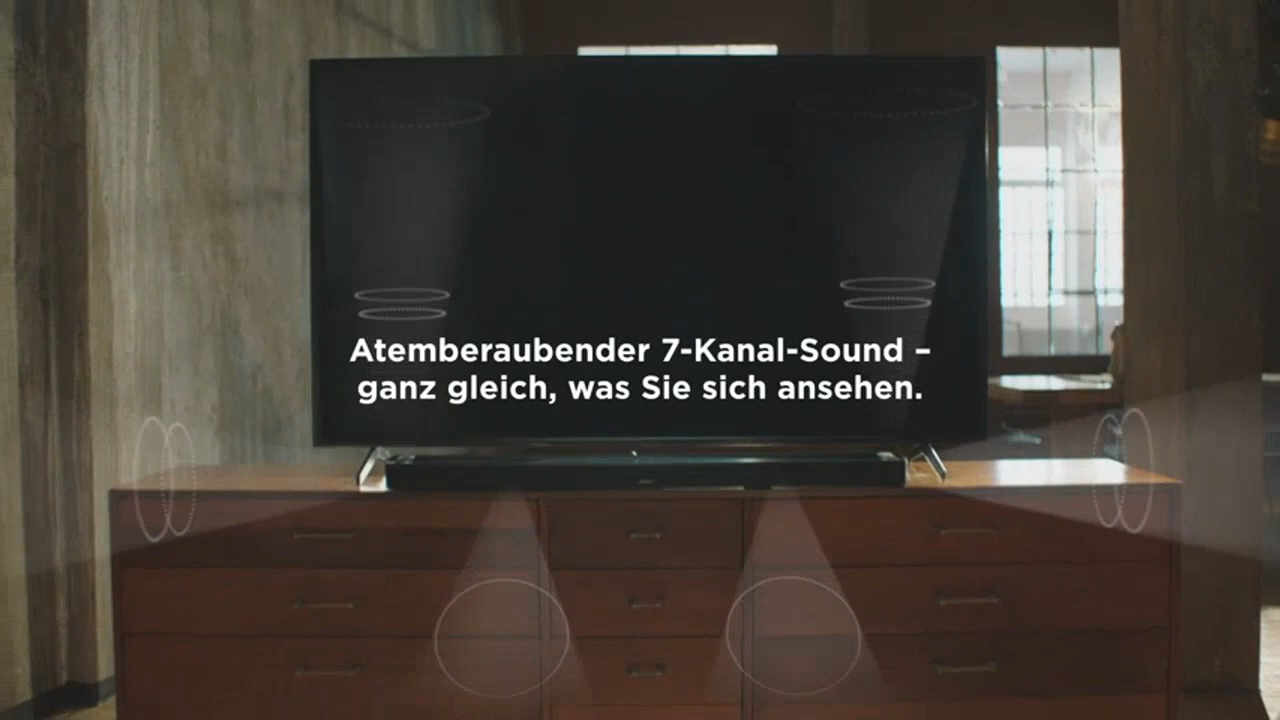 Atemberaubender 7-Kanal-Sound –
ganz gleich, was Sie sich ansehen.